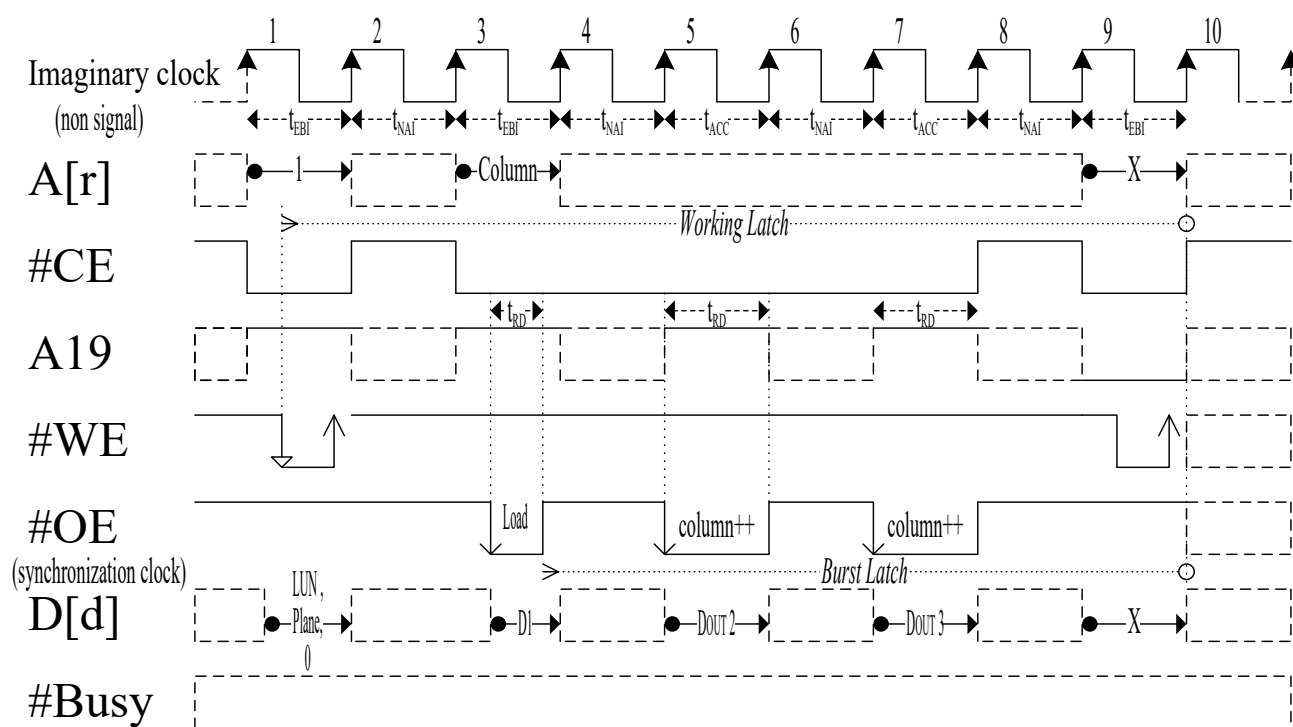 1 2 3 4 5 6 7 8 9 10
Imaginary clock
(non signal)
tEBI tNAI tEBI tNAI tACC tNAI tACC tNAI tEBI
A[r]
1 Column X
Working Latch
#CE
tRD tRD tRD
A19
#WE
#OE
Load column++ column++
(synchronization clock)
Burst Latch
D[d]
LUN,
Plane,
0
D1 DOUT 2 DOUT 3 X
#Busy